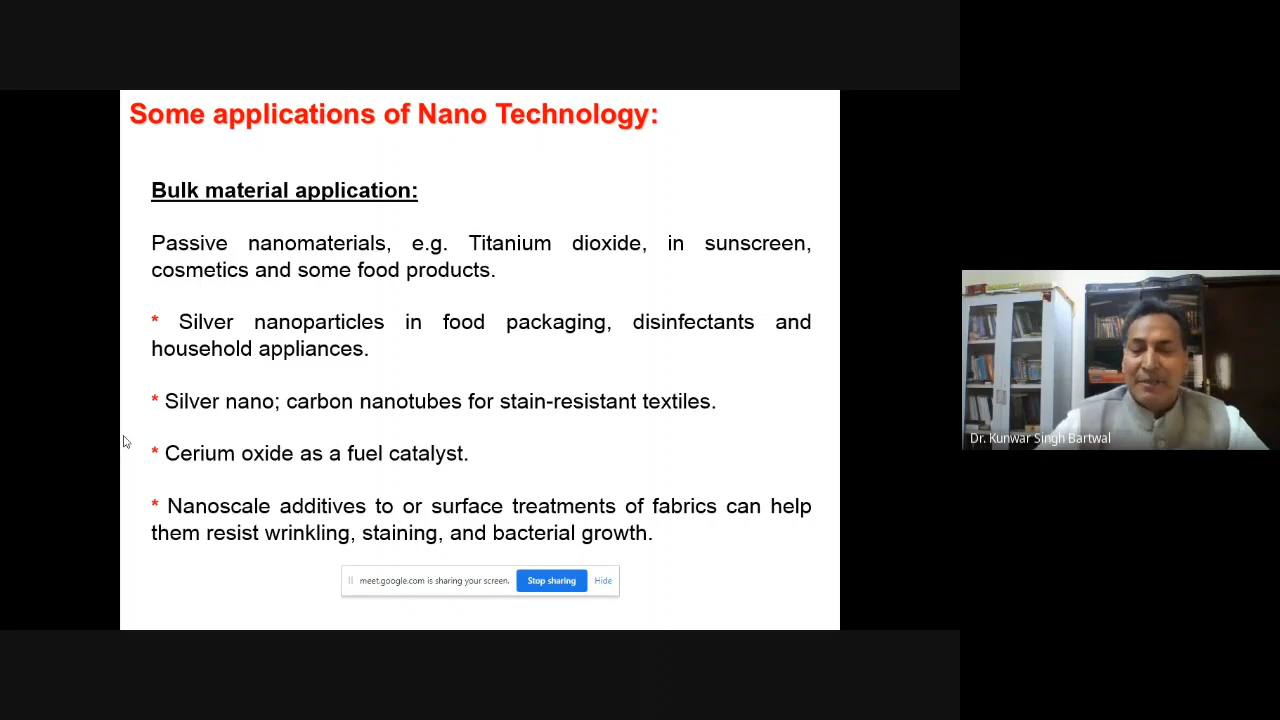 Some applications of Nano Technology:
Bulk material application:
Passive nanomaterials, e.g. Titanium dioxide, in sunscreen,
cosmetics and some food products.
* Silver nanoparticles in food packaging, disinfectants and
household appliances.
* Silver nano; carbon nanotubes for stain-resistant textiles.
* Cerium oxide as a fuel catalyst.
* Nanoscale additives to or surface treatments of fabrics can help
them resist wrinkling, staining, and bacterial growth.
meet.google.com is sharing your screen. Stop sharing Hide
Dr. Kunwar Singh Bartwal